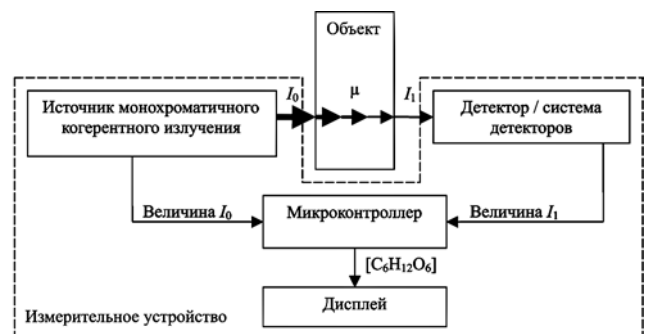 Объект
I₀
μ
I₁
Источник монохроматичного
когерентного излучения
Детектор / система
детекторов
Величина I₀
Микроконтроллер
Величина I₁
[C₆H₁₂O₆]
Дисплей
Измерительное устройство